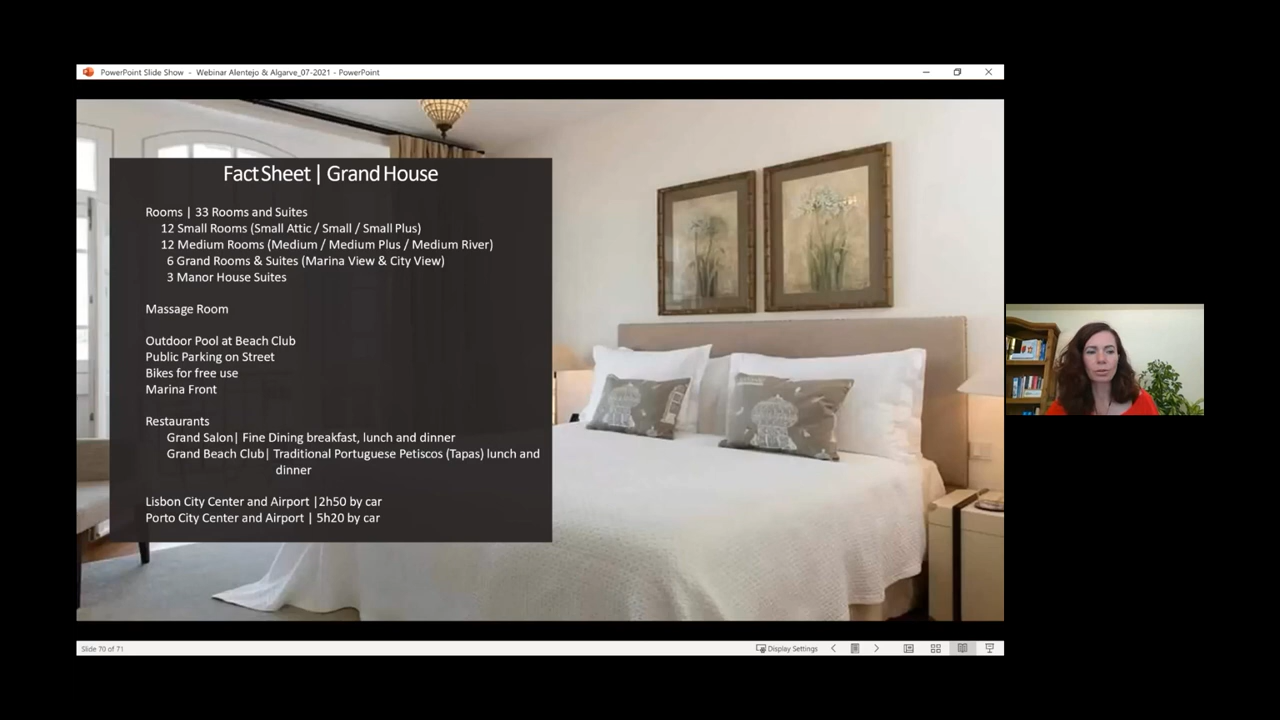 PowerPoint Slide Show - Webinar Alentejo & Algarve_07-2021 - PowerPoint
Fact Sheet | Grand House
Rooms | 33 Rooms and Suites
12 Small Rooms (Small Attic / Small / Small Plus)
12 Medium Rooms (Medium / Medium Plus / Medium River)
6 Grand Rooms & Suites (Marina View & City View)
3 Manor House Suites
Massage Room
Outdoor Pool at Beach Club
Public Parking on Street
Bikes for free use
Marina Front
Restaurants
Grand Salon| Fine Dining breakfast, lunch and dinner
Grand Beach Club| Traditional Portuguese Petiscos (Tapas) lunch and
dinner
Lisbon City Center and Airport |2h50 by car
Porto City Center and Airport | 5h20 by car
Slide 70 of 71
Display Settings